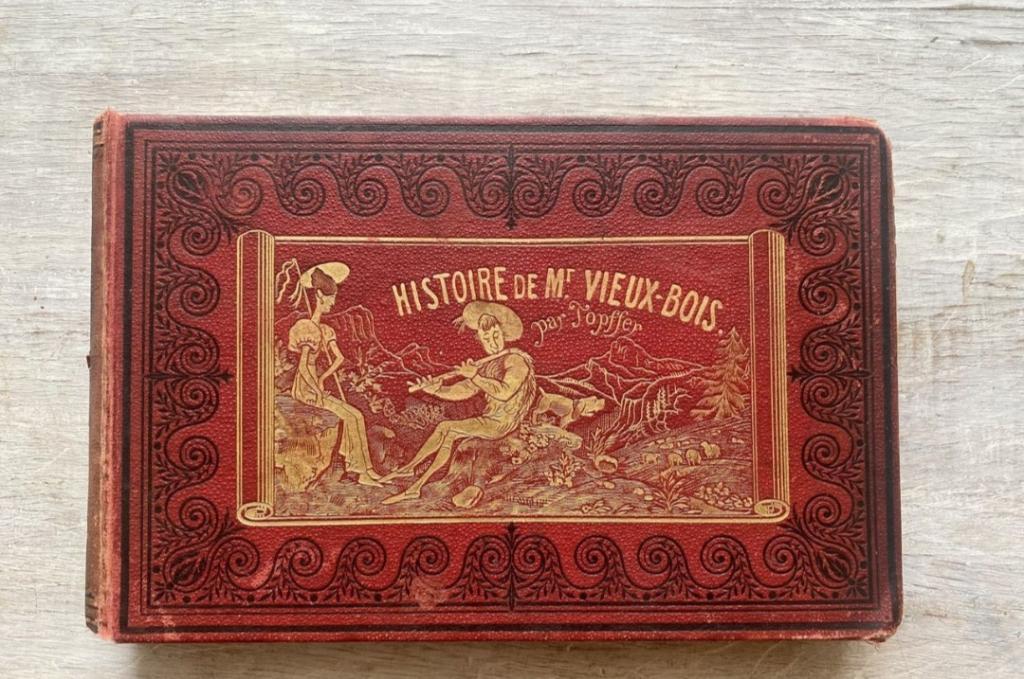 HISTOIRE DE Mr VIEUX-BOIS.
par Töpffer